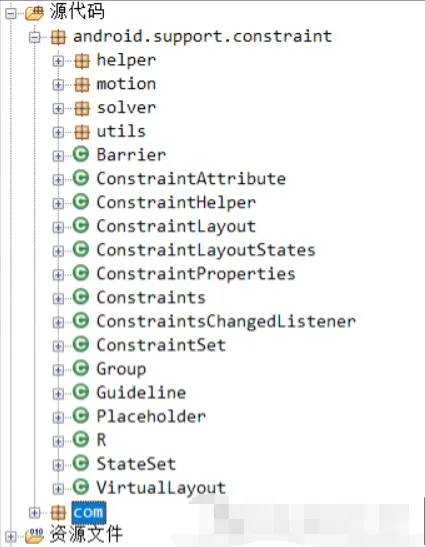 源代码
android.support.constraint
helper
motion
solver
utils
Barrier
ConstraintAttribute
ConstraintHelper
ConstraintLayout
ConstraintLayoutStates
ConstraintProperties
Constraints
ConstraintsChangedListener
ConstraintSet
Group
Guideline
Placeholder
R
StateSet
VirtualLayout
com
资源文件